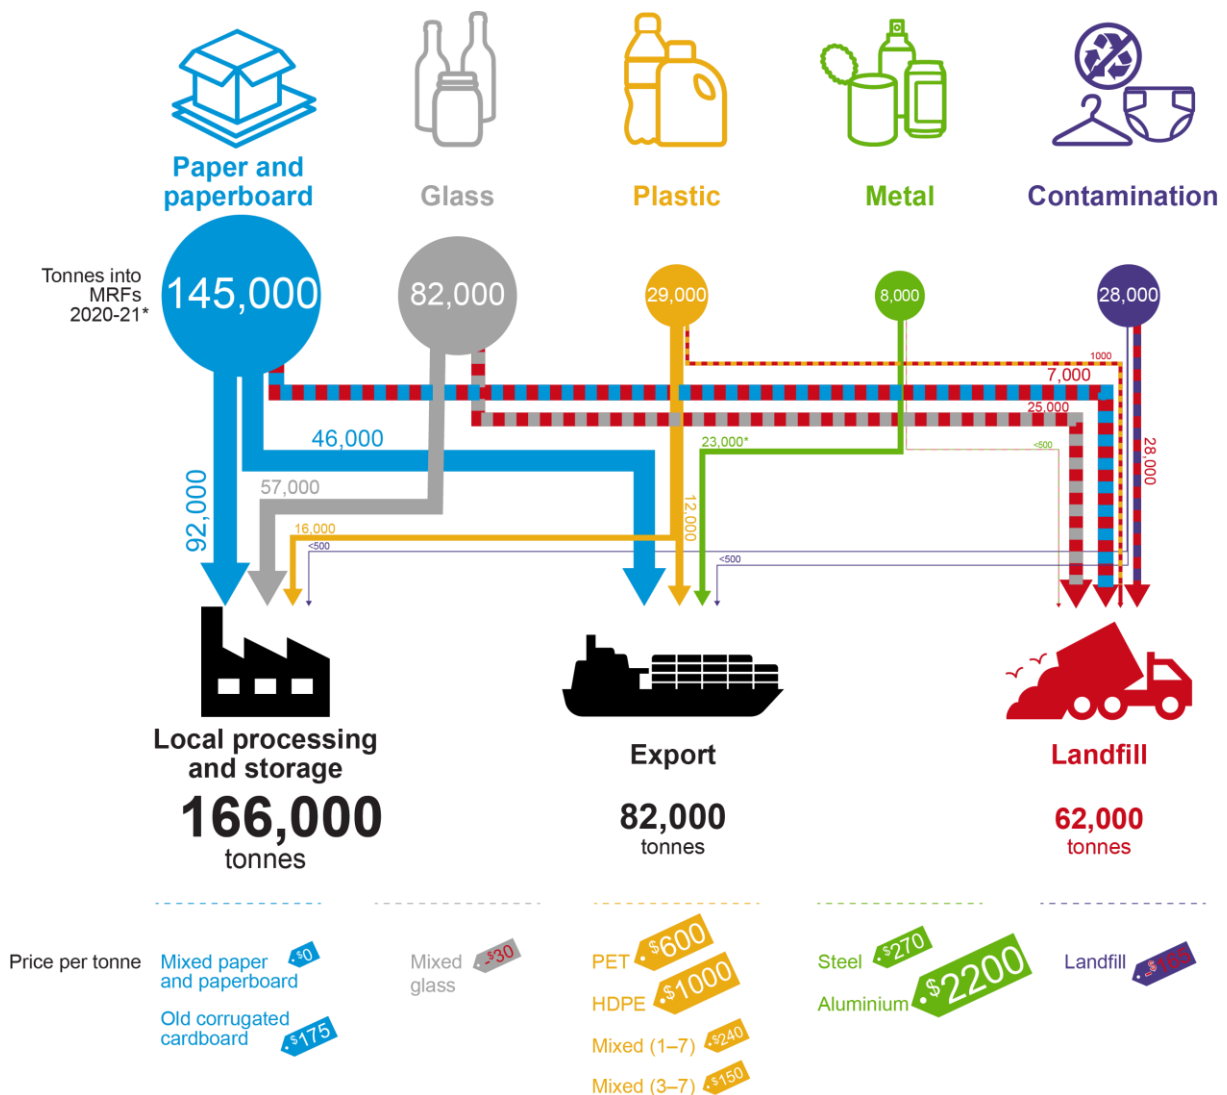 Paper and
paperboard
Glass
Plastic
Metal
Contamination
Tonnes into
MRFs
2020-21*
145,000
82,000
29,000
8,000
28,000
1000
7,000
25,000
46,000
23,000*
<500
28,000
92,000
57,000
16,000
12,000
<500
<500
Local processing
and storage
166,000
tonnes
Export
82,000
tonnes
Landfill
62,000
tonnes
Price per tonne
Mixed paper
and paperboard
$0
Old corrugated
cardboard
$175
Mixed
glass
-$30
PET
$600
HDPE
$1000
Mixed (1–7)
$240
Mixed (3–7)
$150
Steel
$270
Aluminium
$2200
Landfill
-$165